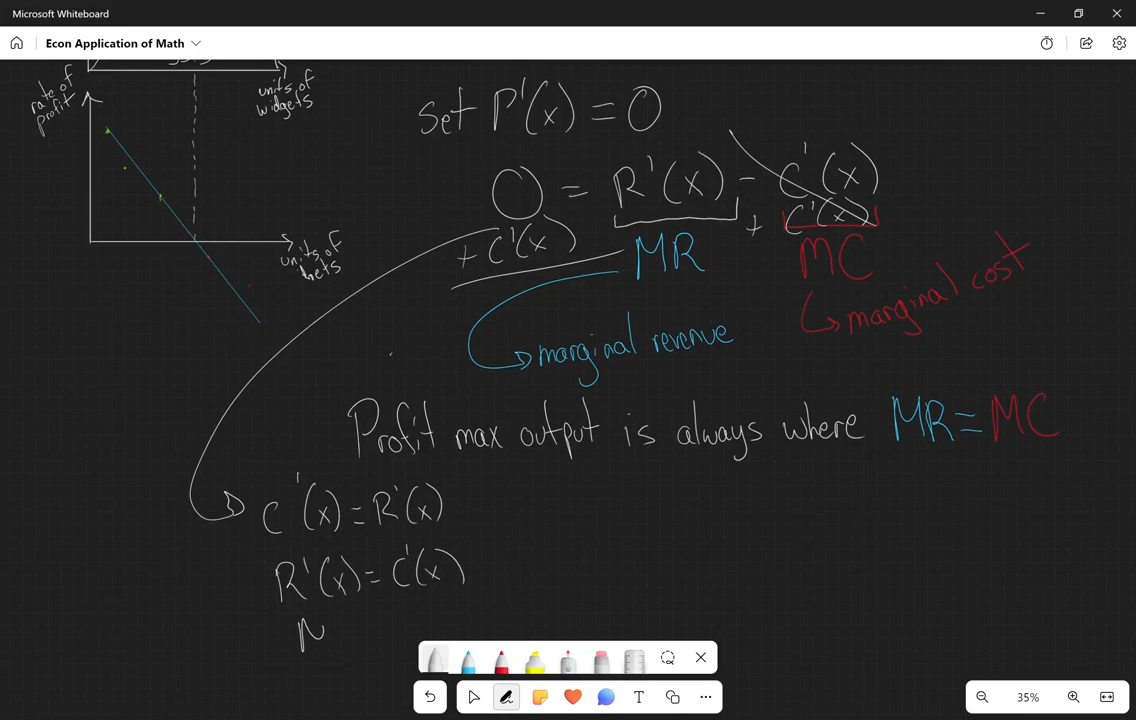 Microsoft Whiteboard
Econ Application of Math
rate of profit
units of widgets
units of
Set P'(x) = 0
0 = R'(x) - C'(x)
+ C'(x) + C'(x)
MR
MC
marginal cost
marginal revenue
Profit max output is always where MR = MC
C'(x) = R'(x)
R'(x) = C'(x)
35%